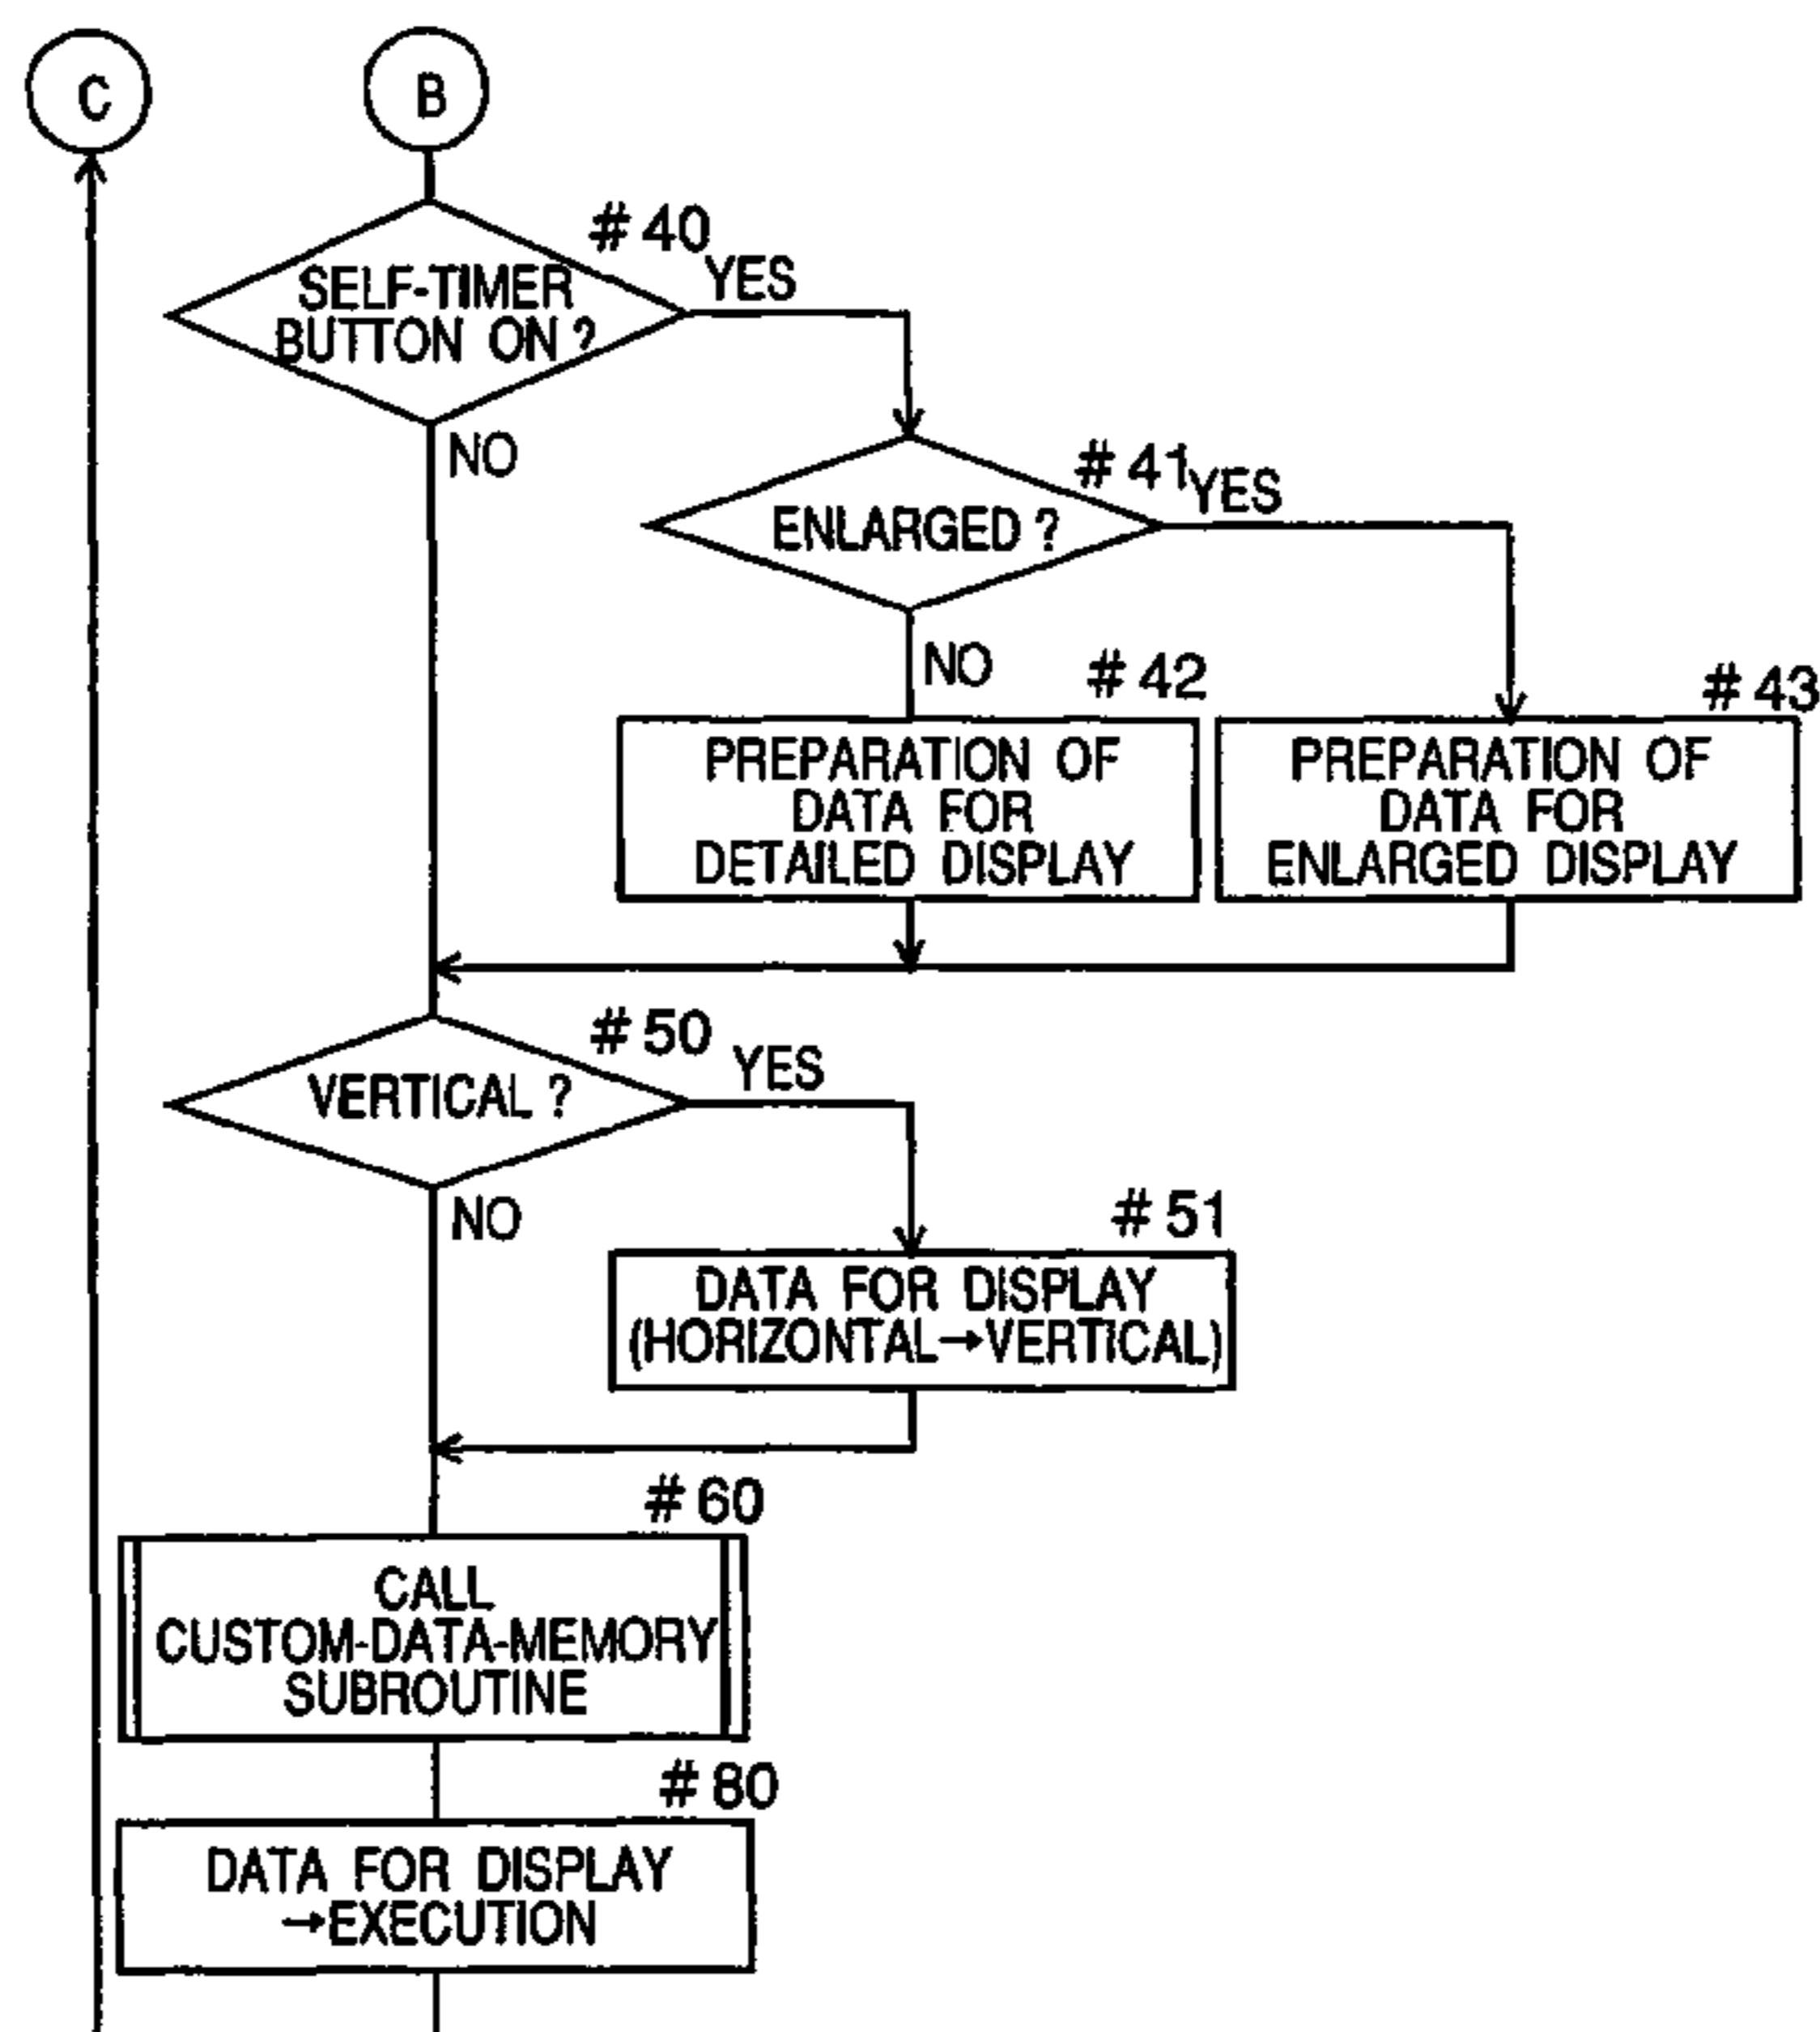 C
B
# 40
YES
SELF-TIMER
BUTTON ON ?
NO
# 41
YES
ENLARGED ?
NO
# 42
# 43
PREPARATION OF
DATA FOR
DETAILED DISPLAY
PREPARATION OF
DATA FOR
ENLARGED DISPLAY
# 50
YES
VERTICAL ?
NO
# 51
DATA FOR DISPLAY
(HORIZONTAL→VERTICAL)
# 60
CALL
CUSTOM-DATA-MEMORY
SUBROUTINE
# 80
DATA FOR DISPLAY
→EXECUTION